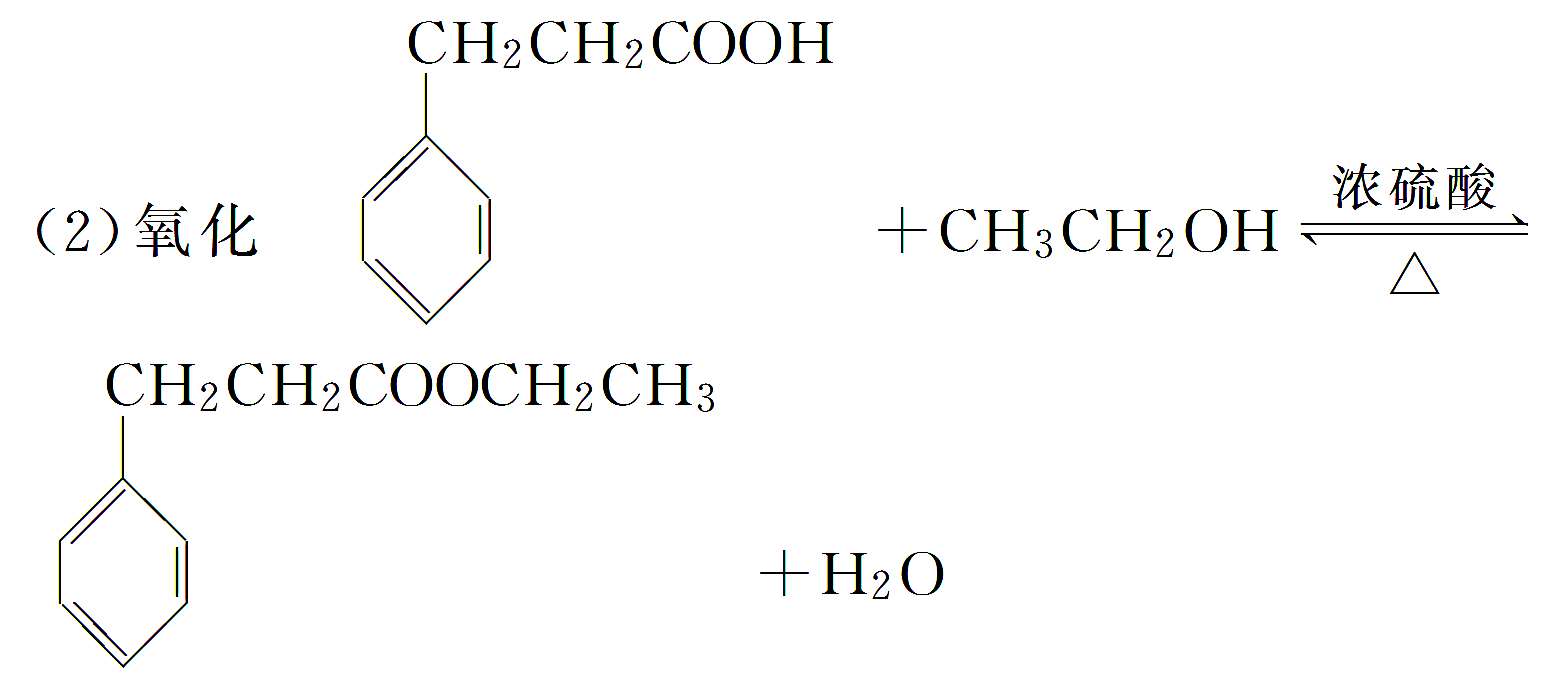 CH₂CH₂COOH
(2)氧化 +CH₃CH₂OH 浓硫酸 ⇌ △
CH₂CH₂COOCH₂CH₃
+H₂O